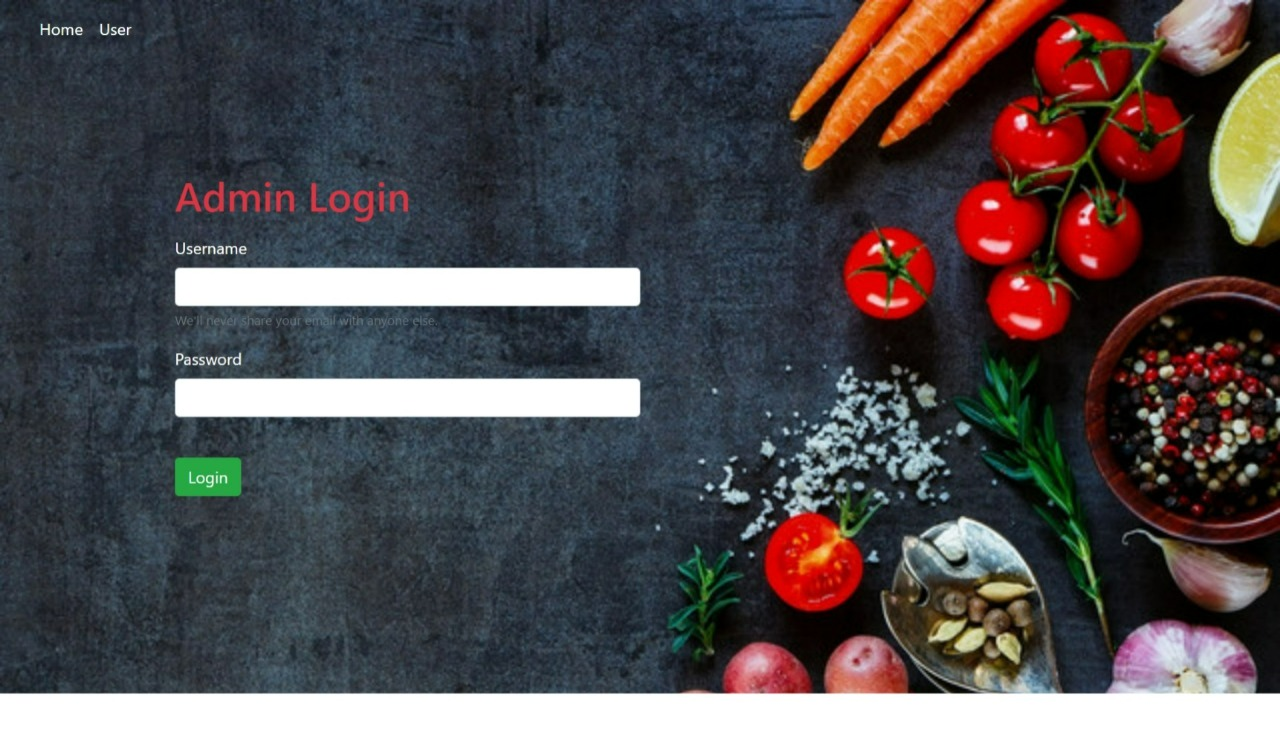 Home User
Admin Login
Username
We'll never share your email with anyone else.
Password
Login